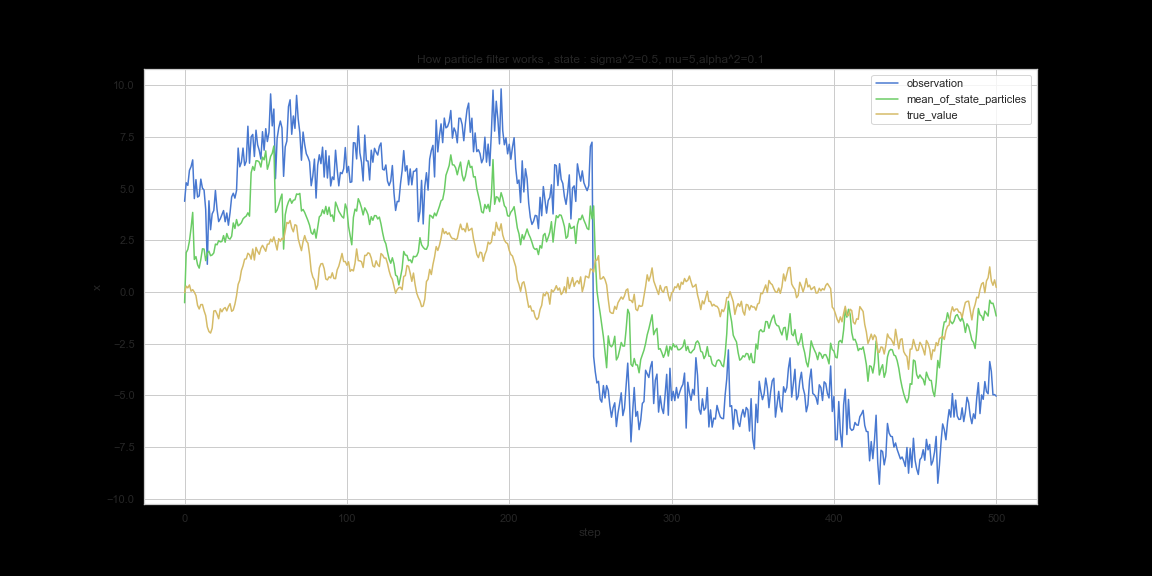 How particle filter works , state : sigma^2=0.5, mu=5,alpha^2=0.1
observation
mean_of_state_particles
true_value
10.0
7.5
5.0
2.5
0.0
−2.5
−5.0
−7.5
−10.0
x
0 100 200 300 400 500
step